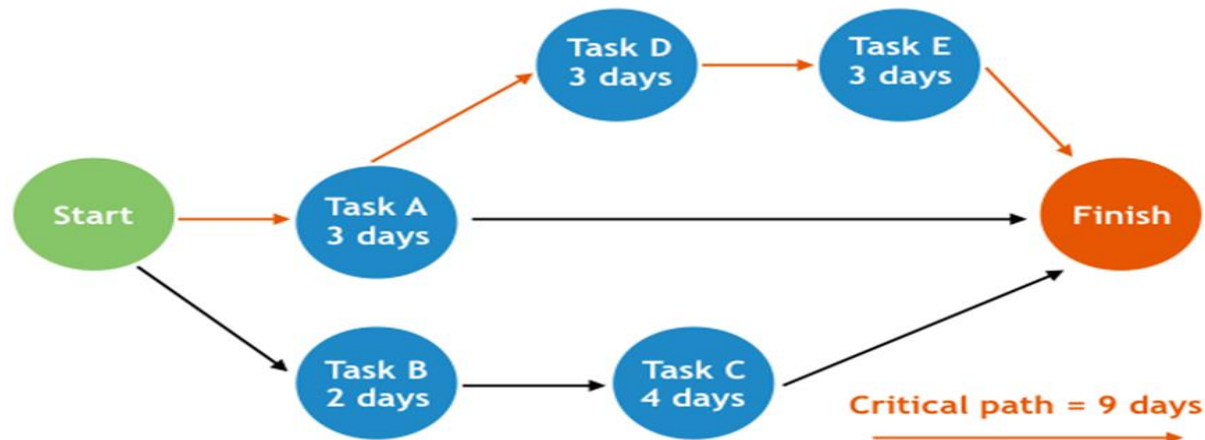 Task D
3 days
Task E
3 days
Start
Task A
3 days
Finish
Task B
2 days
Task C
4 days
Critical path = 9 days